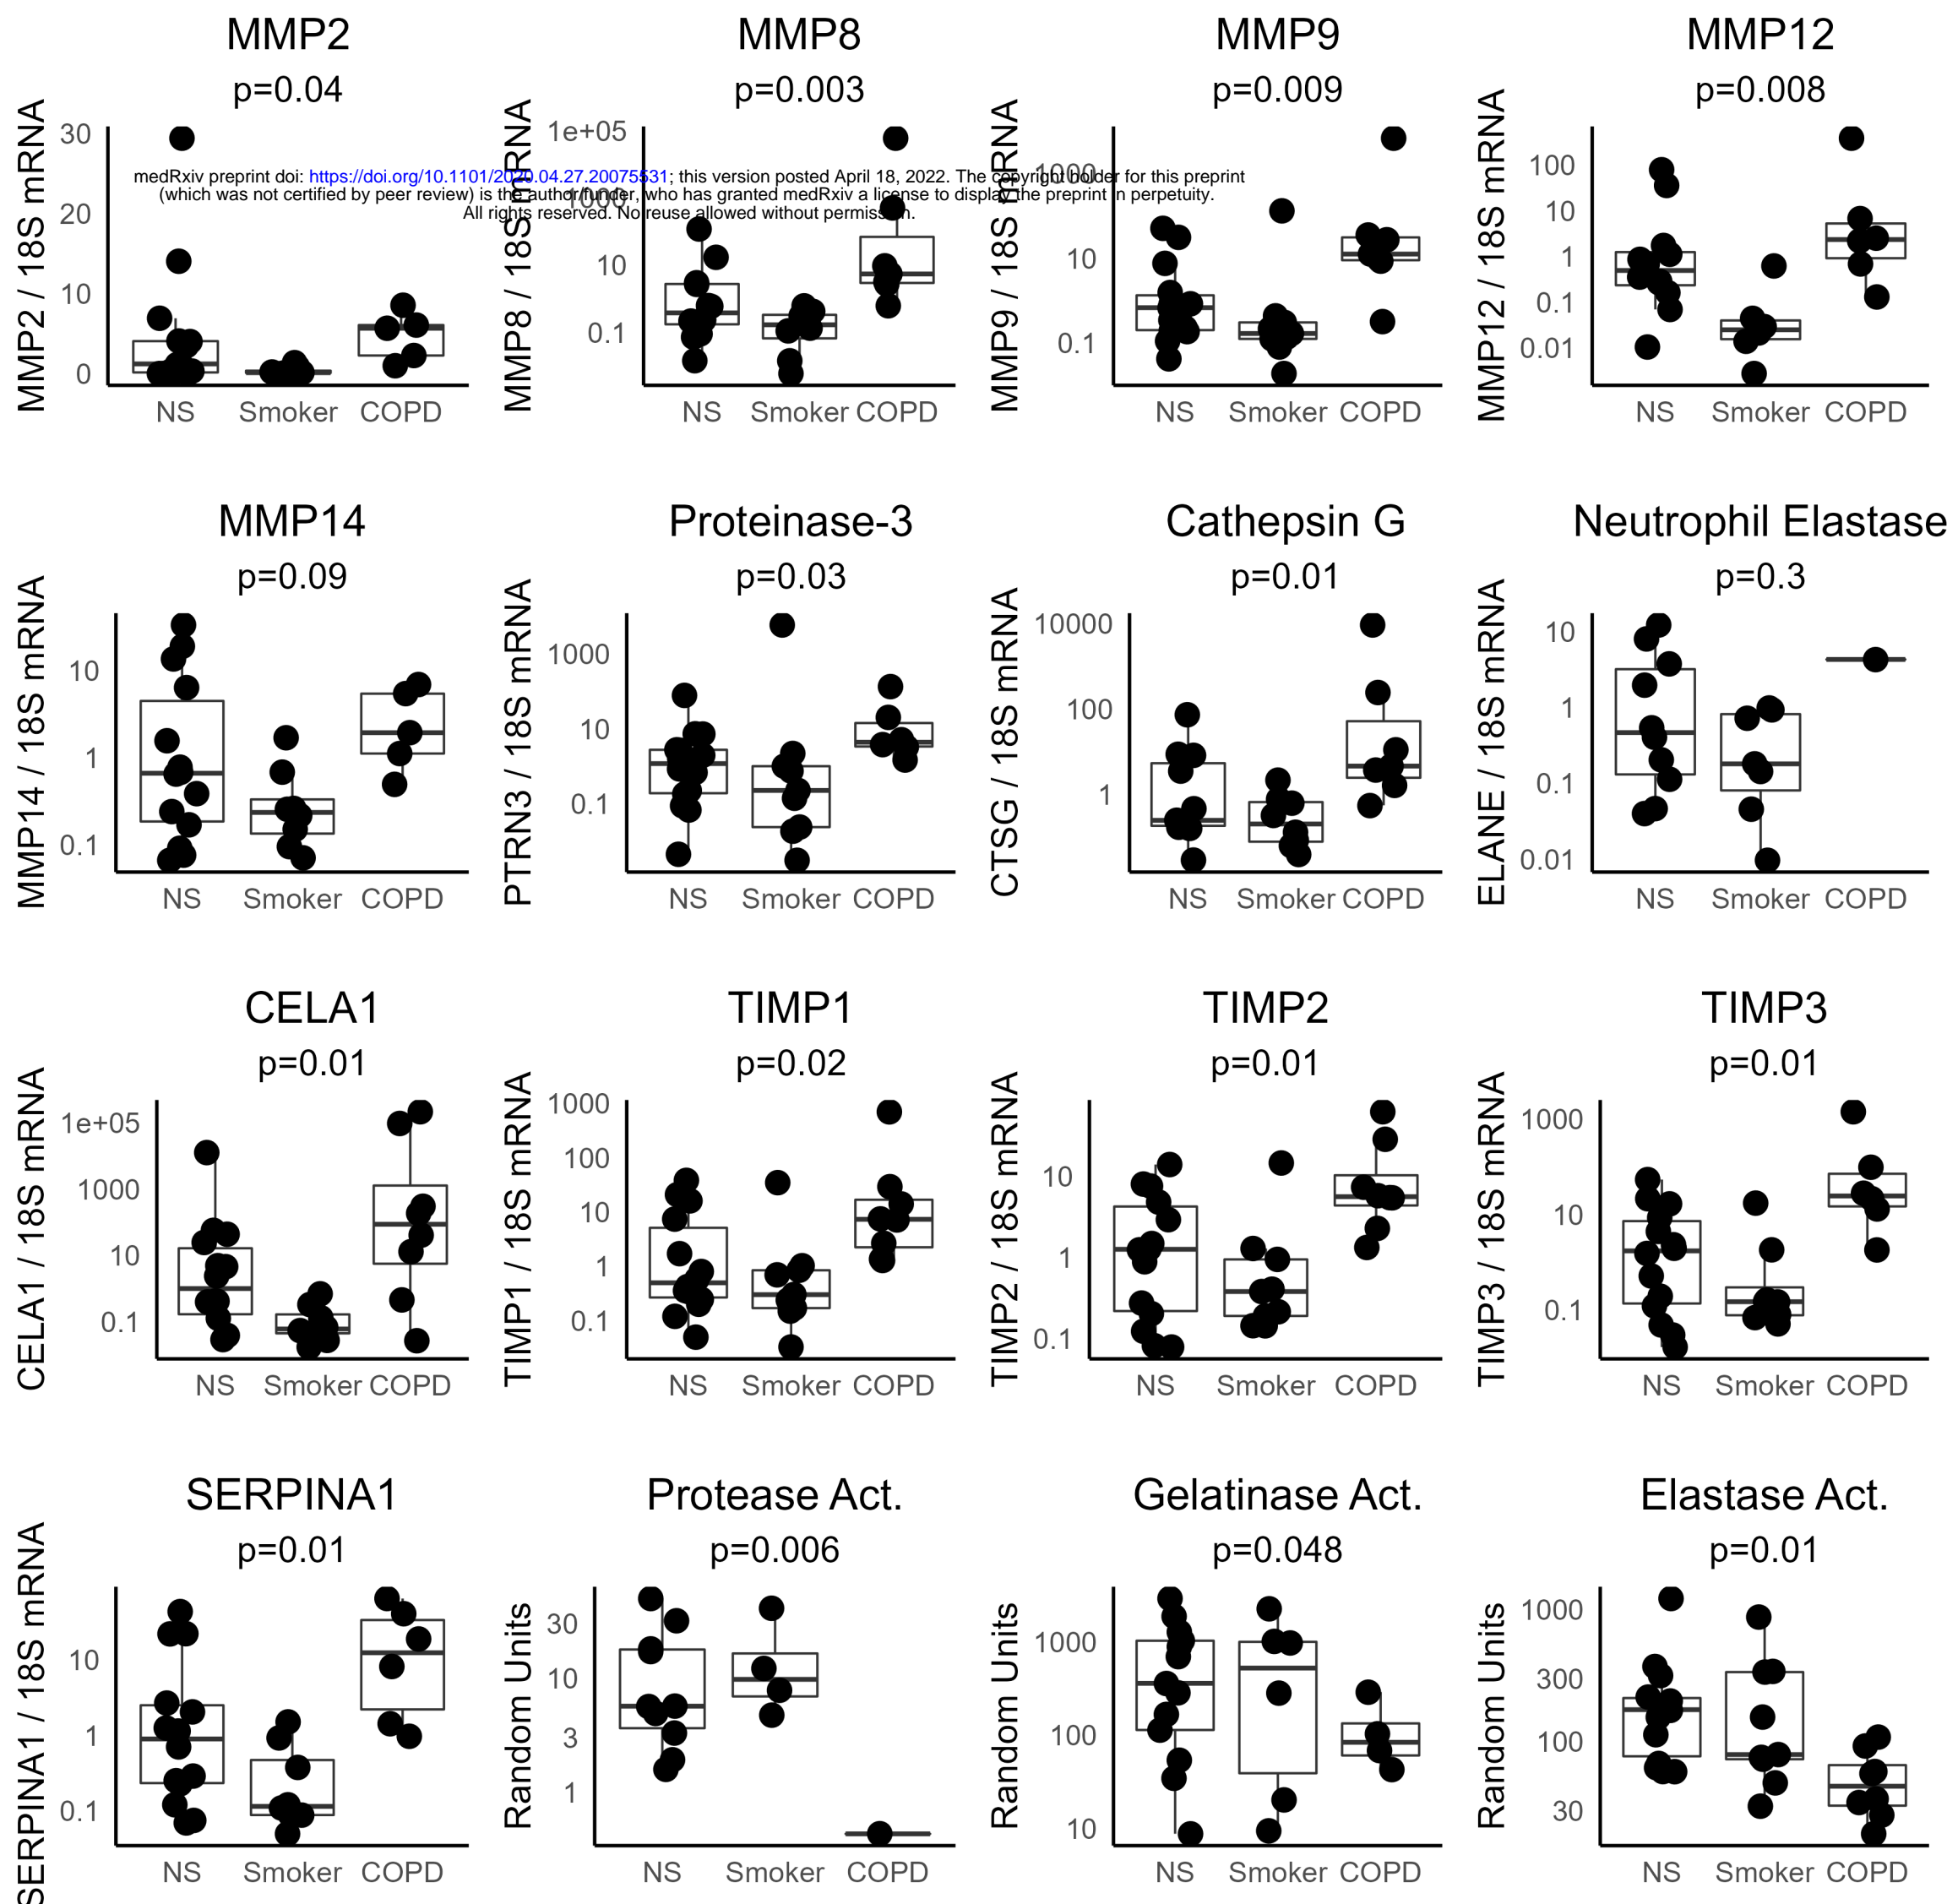 MMP2
MMP8
MMP9
MMP12
p=0.04
p=0.003
p=0.009
p=0.008
MMP2 / 18S mRNA
30
20
10
0
NS Smoker COPD
MMP8 / 18S mRNA
1e+05
1000
10
0.1
NS Smoker COPD
MMP9 / 18S mRNA
1000
10
0.1
NS Smoker COPD
MMP12 / 18S mRNA
100
10
1
0.1
0.01
NS Smoker COPD
medRxiv preprint doi: https://doi.org/10.1101/2020.04.27.20075531; this version posted April 18, 2022. The copyright holder for this preprint
(which was not certified by peer review) is the author/funder, who has granted medRxiv a license to display the preprint in perpetuity.
All rights reserved. No reuse allowed without permission.
MMP14
Proteinase-3
Cathepsin G
Neutrophil Elastase
p=0.09
p=0.03
p=0.01
p=0.3
MMP14 / 18S mRNA
10
1
0.1
NS Smoker COPD
PTRN3 / 18S mRNA
1000
10
0.1
NS Smoker COPD
CTSG / 18S mRNA
10000
100
1
NS Smoker COPD
ELANE / 18S mRNA
10
1
0.1
0.01
NS Smoker COPD
CELA1
TIMP1
TIMP2
TIMP3
p=0.01
p=0.02
p=0.01
p=0.01
CELA1 / 18S mRNA
1e+05
1000
10
0.1
NS Smoker COPD
TIMP1 / 18S mRNA
1000
100
10
1
0.1
NS Smoker COPD
TIMP2 / 18S mRNA
10
1
0.1
NS Smoker COPD
TIMP3 / 18S mRNA
1000
10
0.1
NS Smoker COPD
SERPINA1
Protease Act.
Gelatinase Act.
Elastase Act.
p=0.01
p=0.006
p=0.048
p=0.01
SERPINA1 / 18S mRNA
10
1
0.1
NS Smoker COPD
Random Units
30
10
3
1
NS Smoker COPD
Random Units
1000
100
10
NS Smoker COPD
Random Units
1000
300
100
30
NS Smoker COPD